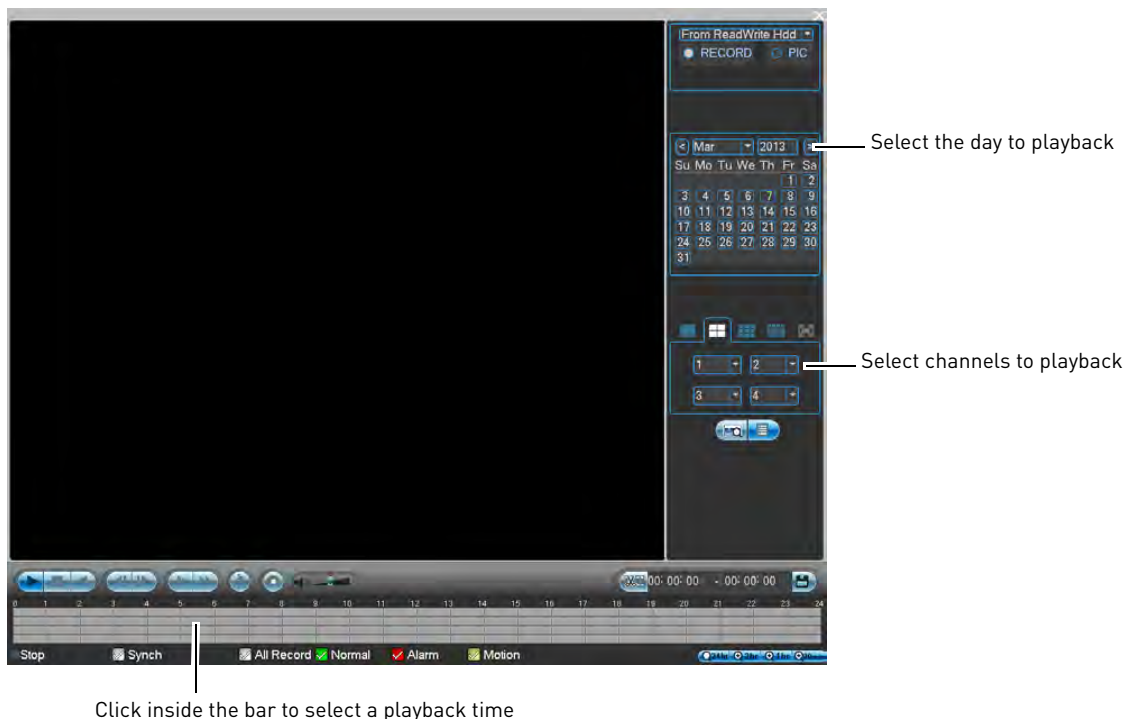 From ReadWrite Hdd
RECORD PIC
Select the day to playback
< Mar 2013 >
Su Mo Tu We Th Fr Sa
1 2
3 4 5 6 7 8 9
10 11 12 13 14 15 16
17 18 19 20 21 22 23
24 25 26 27 28 29 30
31
Select channels to playback
1 2
3 4
00: 00: 00 - 00: 00: 00
0 1 2 3 4 5 6 7 8 9 10 11 12 13 14 15 16 17 18 19 20 21 22 23 24
Stop Synch All Record Normal Alarm Motion
24hr 2hr 1hr
Click inside the bar to select a playback time